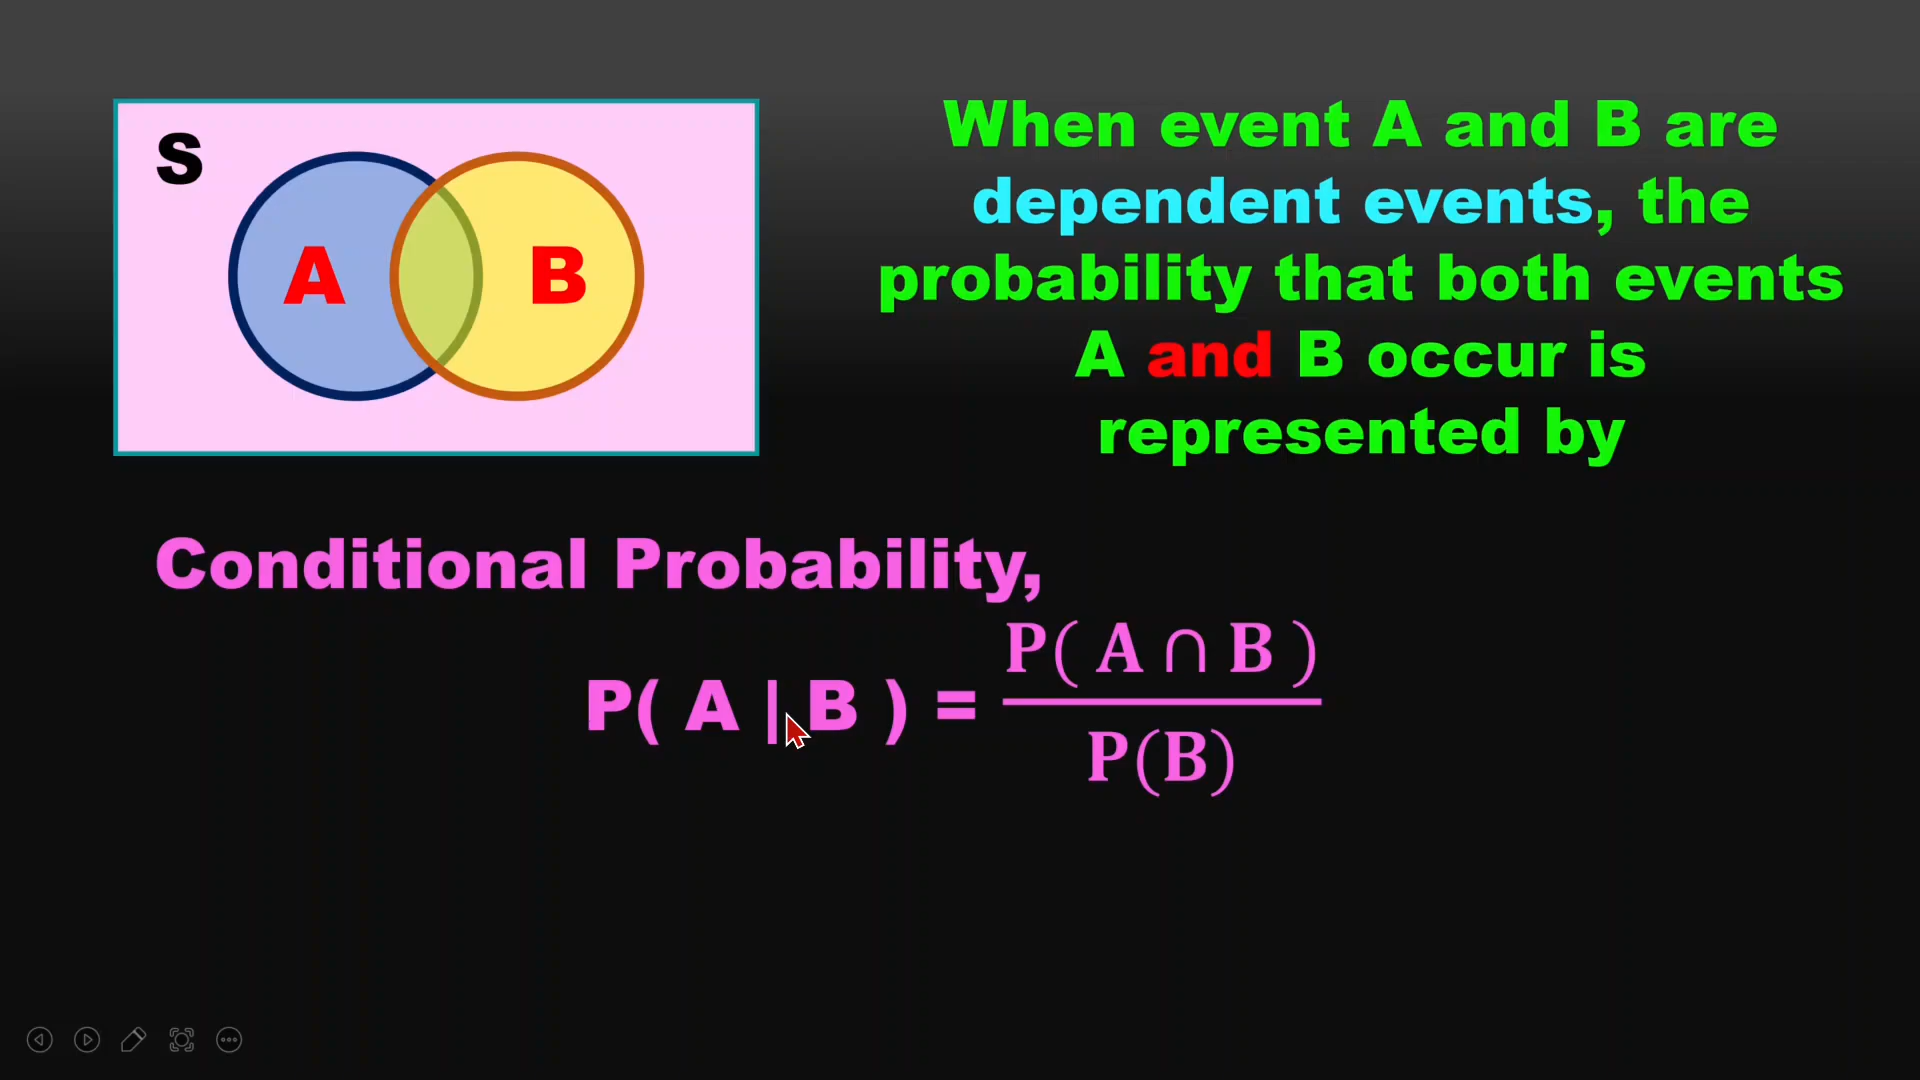 S
A
B
When event A and B are
dependent events, the
probability that both events
A and B occur is
represented by
Conditional Probability,
P( A | B ) = P( A ∩ B ) / P(B)